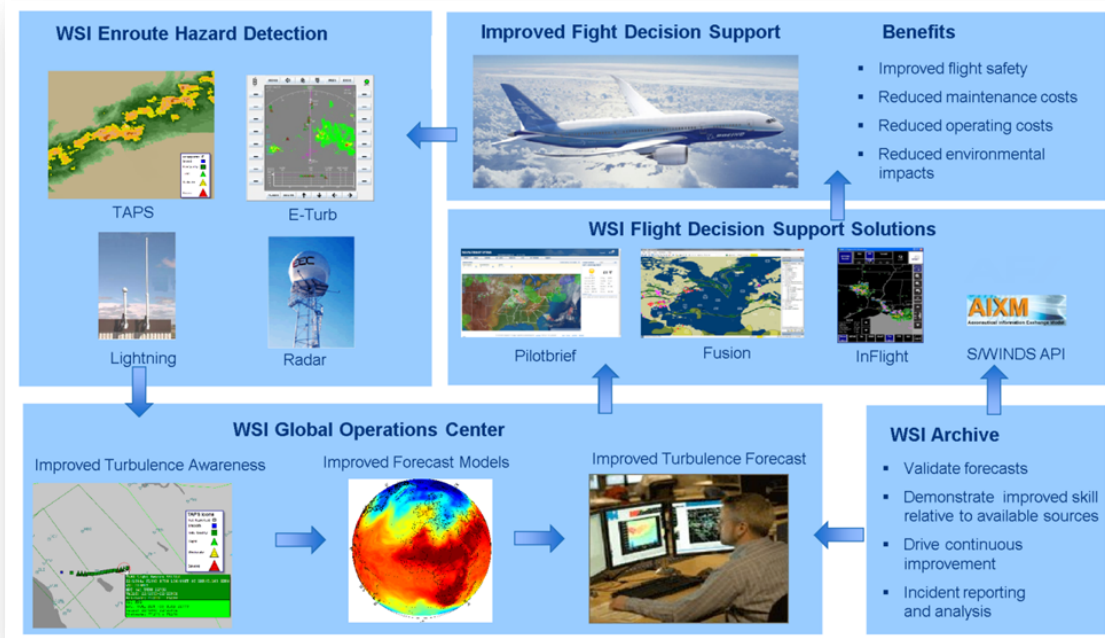 WSI Enroute Hazard Detection
TAPS
E-Turb
Lightning
Radar
Improved Fight Decision Support
Benefits
▪ Improved flight safety
▪ Reduced maintenance costs
▪ Reduced operating costs
▪ Reduced environmental
impacts
BOEING
WSI Flight Decision Support Solutions
Pilotbrief
Fusion
InFlight
AIXM
Aeronautical Information Exchange Model
S/WINDS API
WSI Global Operations Center
Improved Turbulence Awareness
TAPS Icons
Improved Forecast Models
Improved Turbulence Forecast
WSI Archive
▪ Validate forecasts
▪ Demonstrate improved skill
relative to available sources
▪ Drive continuous
improvement
▪ Incident reporting
and analysis